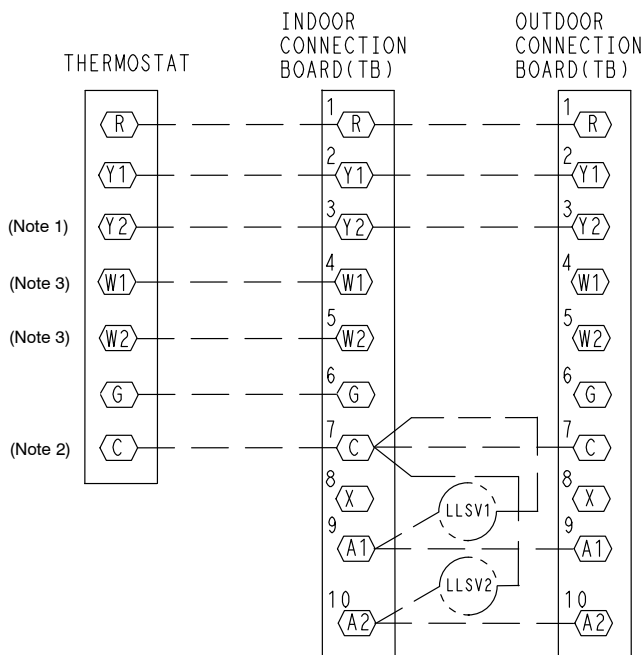 THERMOSTAT
INDOOR
CONNECTION
BOARD(TB)
OUTDOOR
CONNECTION
BOARD(TB)
R 1 R 1 R
Y1 2 Y1 2 Y1
(Note 1) Y2 3 Y2 3 Y2
(Note 3) W1 4 W1 4 W1
(Note 3) W2 5 W2 5 W2
G 6 G 6 G
(Note 2) C 7 C 7 C
8 X 8 X
LLSV1
9 A1 9 A1
LLSV2
10 A2 10 A2